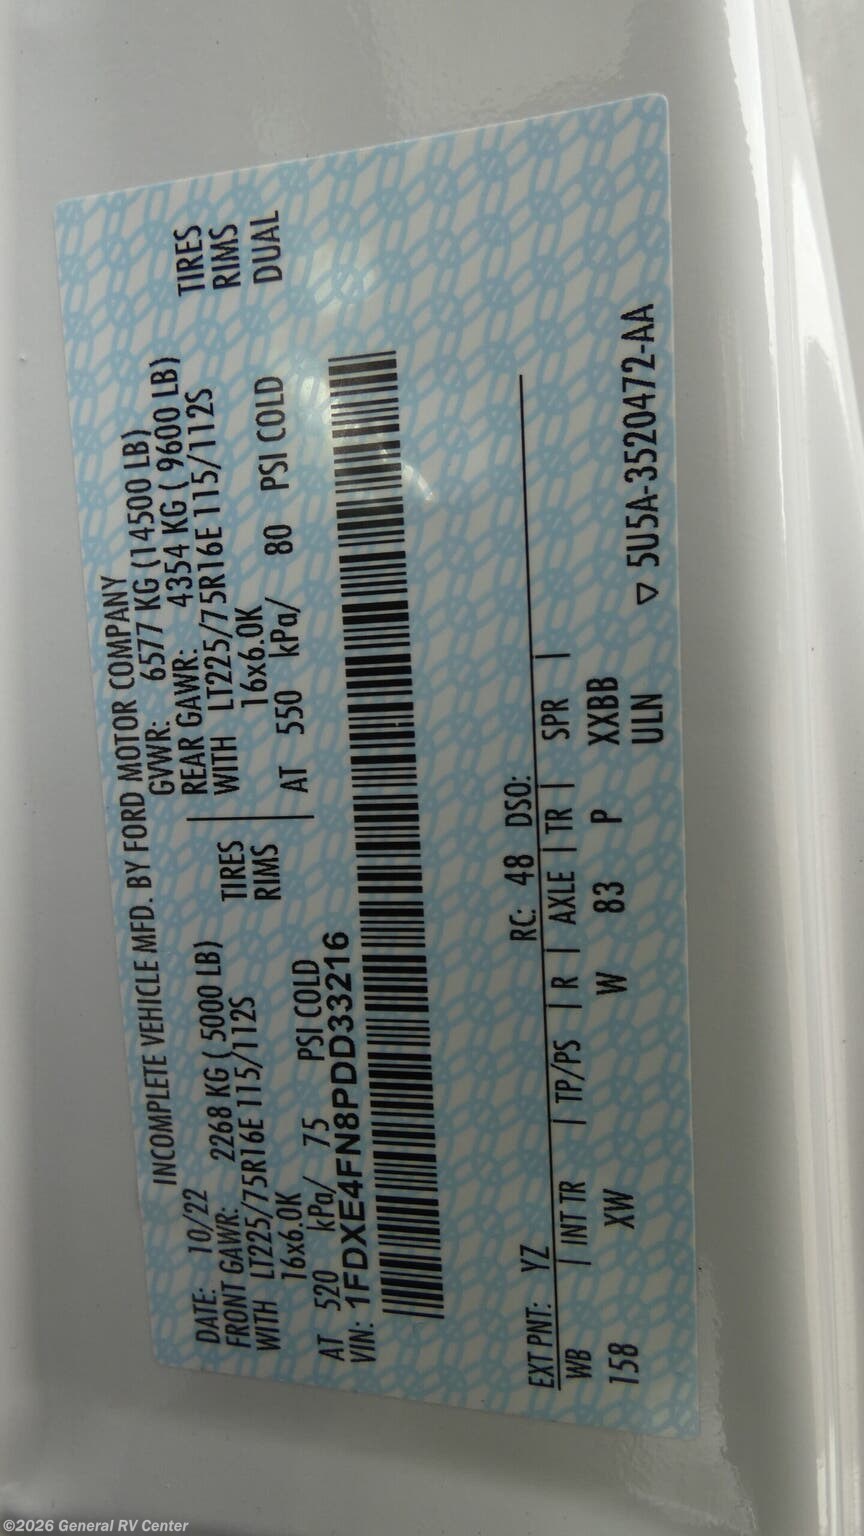 INCOMPLETE VEHICLE MFD. BY FORD MOTOR COMPANY
DATE: 10/22 GVWR: 6577 KG (14500 LB)
FRONT GAWR: 2268 KG ( 5000 LB) REAR GAWR: 4354 KG ( 9600 LB)
WITH LT225/75R16E 115/112S TIRES WITH LT225/75R16E 115/112S TIRES
16x6.0K RIMS 16x6.0K RIMS
AT 520 kPa/ 75 PSI COLD AT 550 kPa/ 80 PSI COLD DUAL
VIN: 1FDXE4FN8PDD33216
EXT PNT: YZ RC: 48 DSO:
WB | INT TR | TP/PS | R | AXLE | TR | SPR |
158 XW W 83 P XXBB
ULN
▽ 5U5A-3520472-AA
©2026 General RV Center